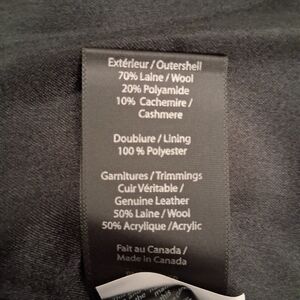 Extérieur / Outershell
70% Laine / Wool
20% Polyamide
10% Cachemire /
Cashmere
Doublure / Lining
100 % Polyester
Garnitures / Trimmings
Cuir Véritable /
Genuine Leather
50% Laine / Wool
50% Acrylique / Acrylic
Fait au Canada /
Made in Canada